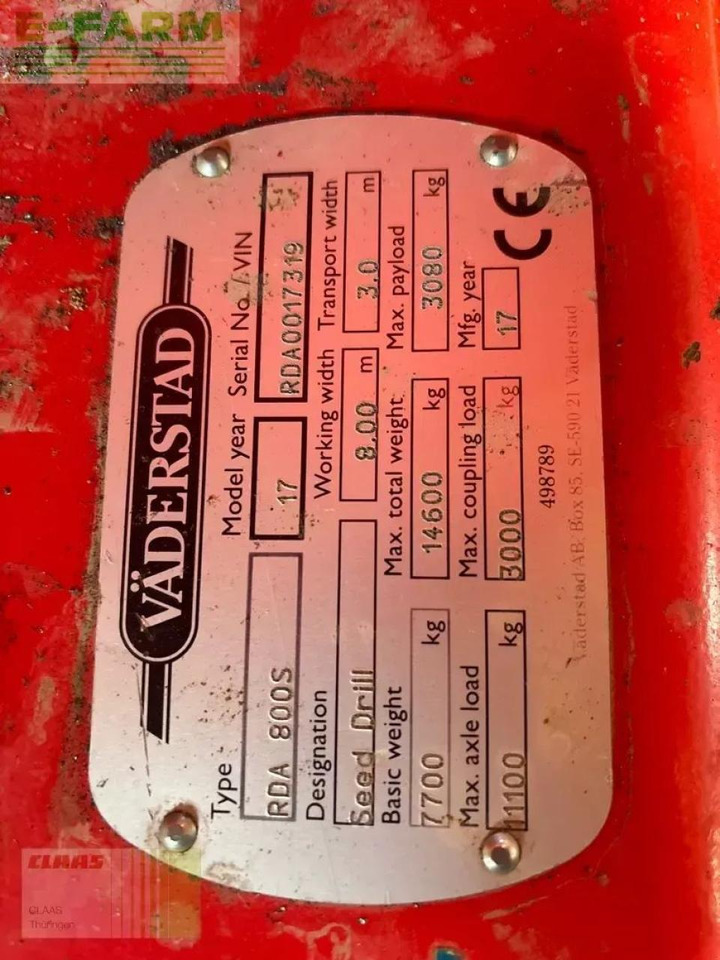 E-FARM
VÄDERSTAD
Type Model year Serial No. / VIN
RDA 800S 17 RDA0017319
Designation Working width Transport width
Seed Drill 8.00 m 3.0 m
Basic weight Max. total weight Max. payload
7700 kg 14600 kg 3080 kg
Max. axle load Max. coupling load Mfg. year
11100 kg 3000 kg 17
CE
498789
Väderstad AB, Box 85, SE-590 21 Väderstad
CLAAS
CLAAS
Thüringen